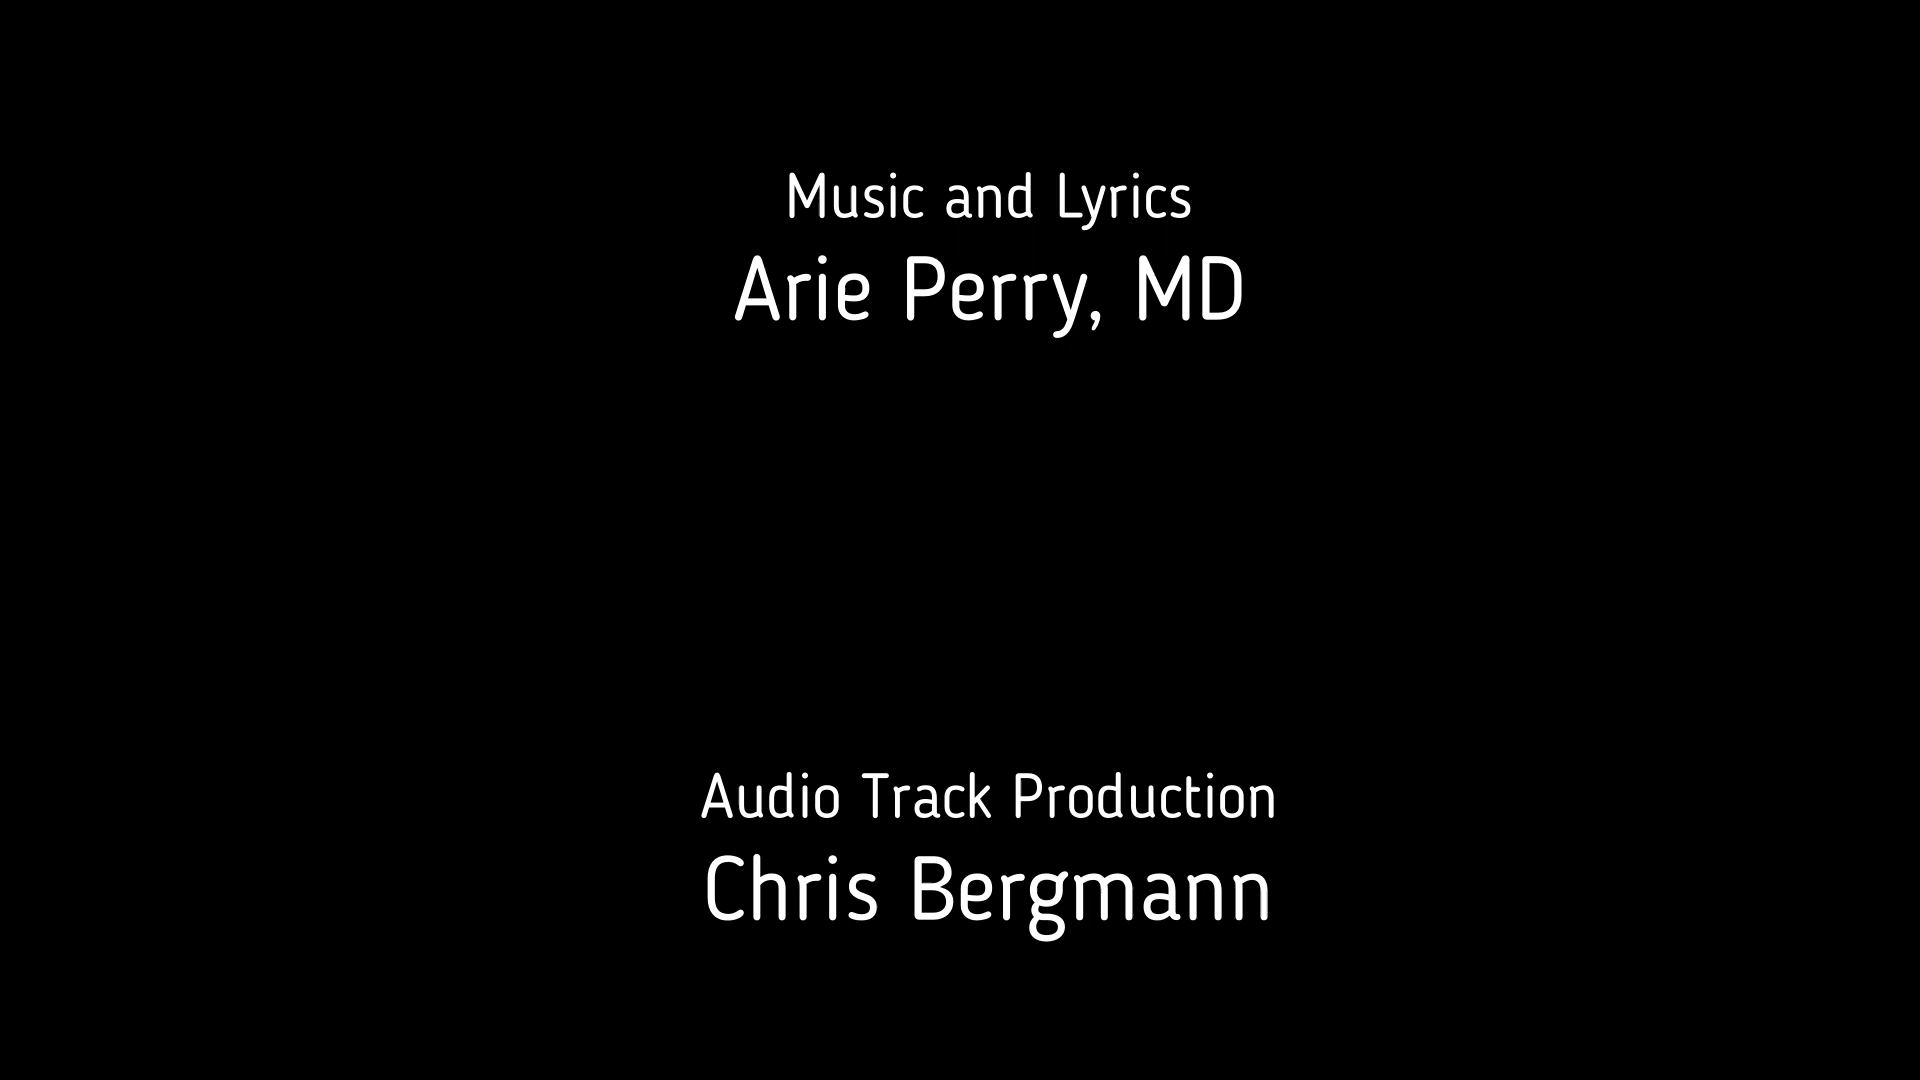 Music and Lyrics
Arie Perry, MD
Audio Track Production
Chris Bergmann